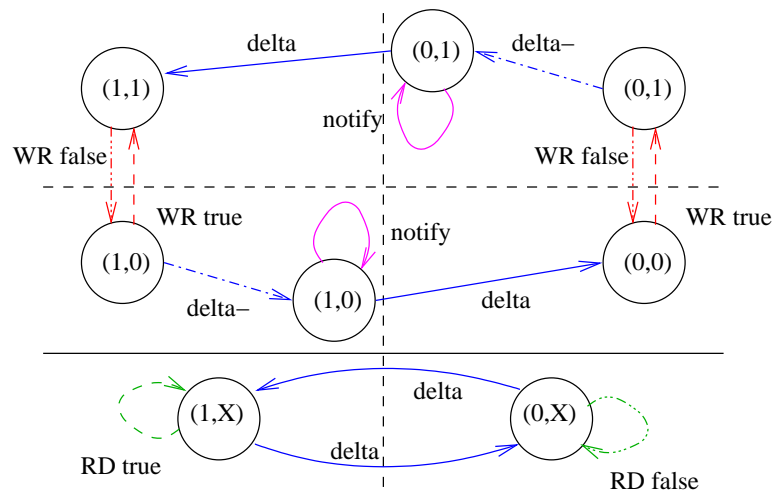 delta
(0,1)
delta−
(1,1)
(0,1)
notify
WR false
WR false
WR true
WR true
notify
(1,0)
(1,0)
(0,0)
delta−
delta
delta
(1,X)
(0,X)
delta
RD true
RD false